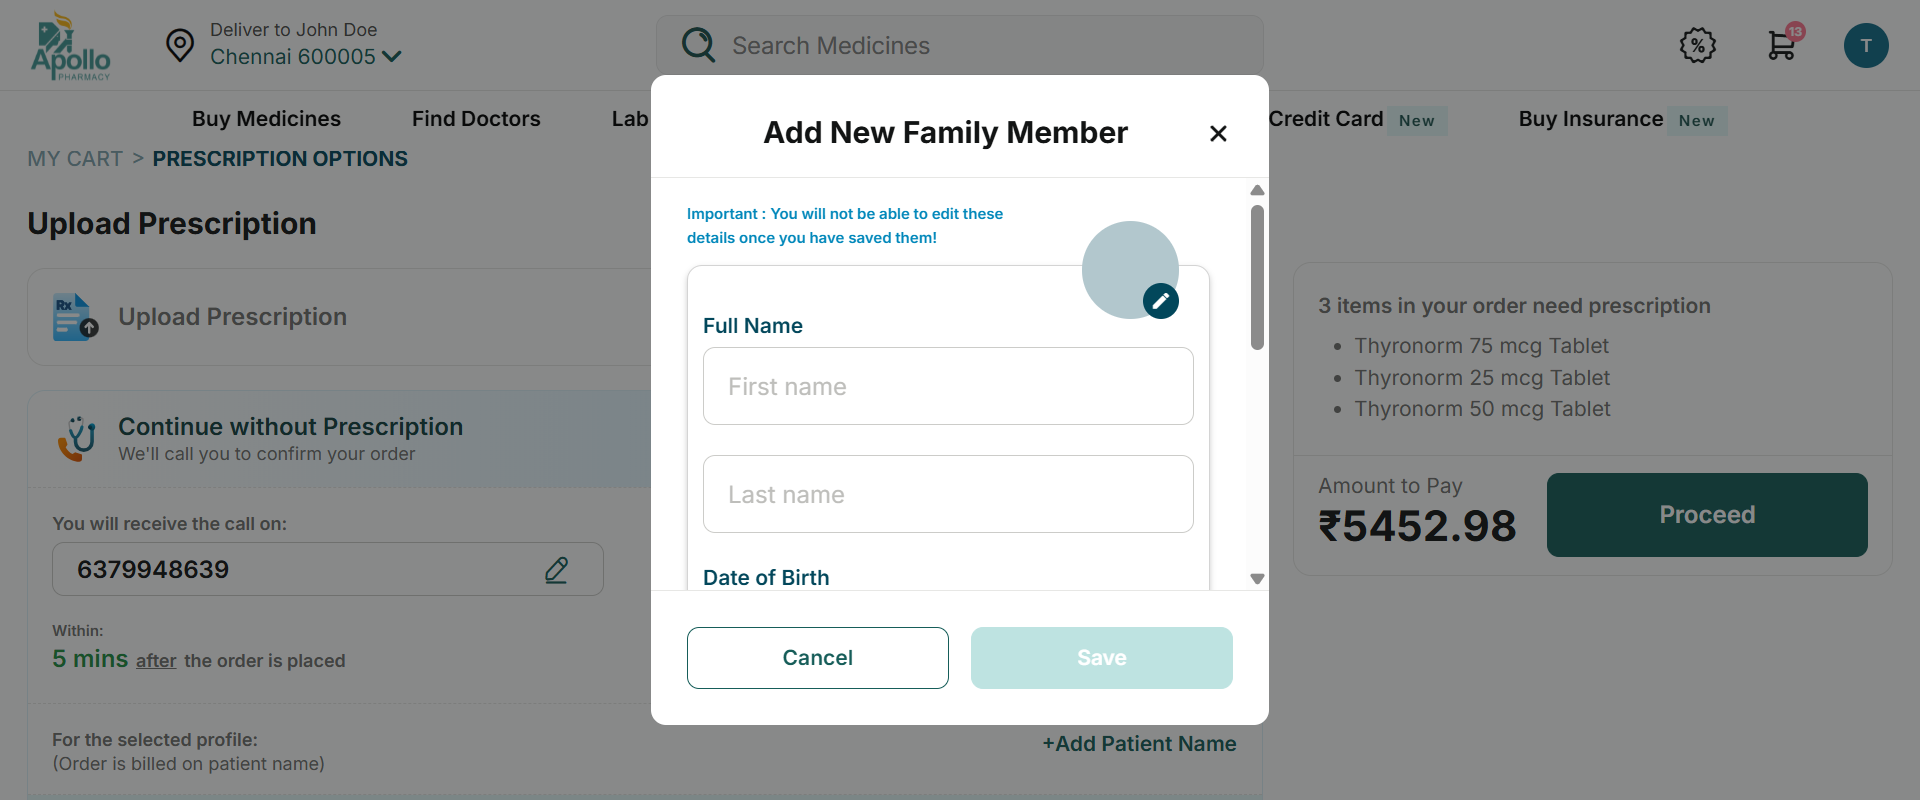 Apollo
PHARMACY
Deliver to John Doe
Chennai 600005
Search Medicines
%
13
T
Buy Medicines
Find Doctors
Lab
Credit Card New
Buy Insurance New
MY CART > PRESCRIPTION OPTIONS
Upload Prescription
Rx
Upload Prescription
Continue without Prescription
We'll call you to confirm your order
You will receive the call on:
6379948639
Within:
5 mins after the order is placed
For the selected profile:
(Order is billed on patient name)
+Add Patient Name
Add New Family Member
Important : You will not be able to edit these
details once you have saved them!
Full Name
First name
Last name
Date of Birth
Cancel
Save
3 items in your order need prescription
• Thyronorm 75 mcg Tablet
• Thyronorm 25 mcg Tablet
• Thyronorm 50 mcg Tablet
Amount to Pay
₹5452.98
Proceed